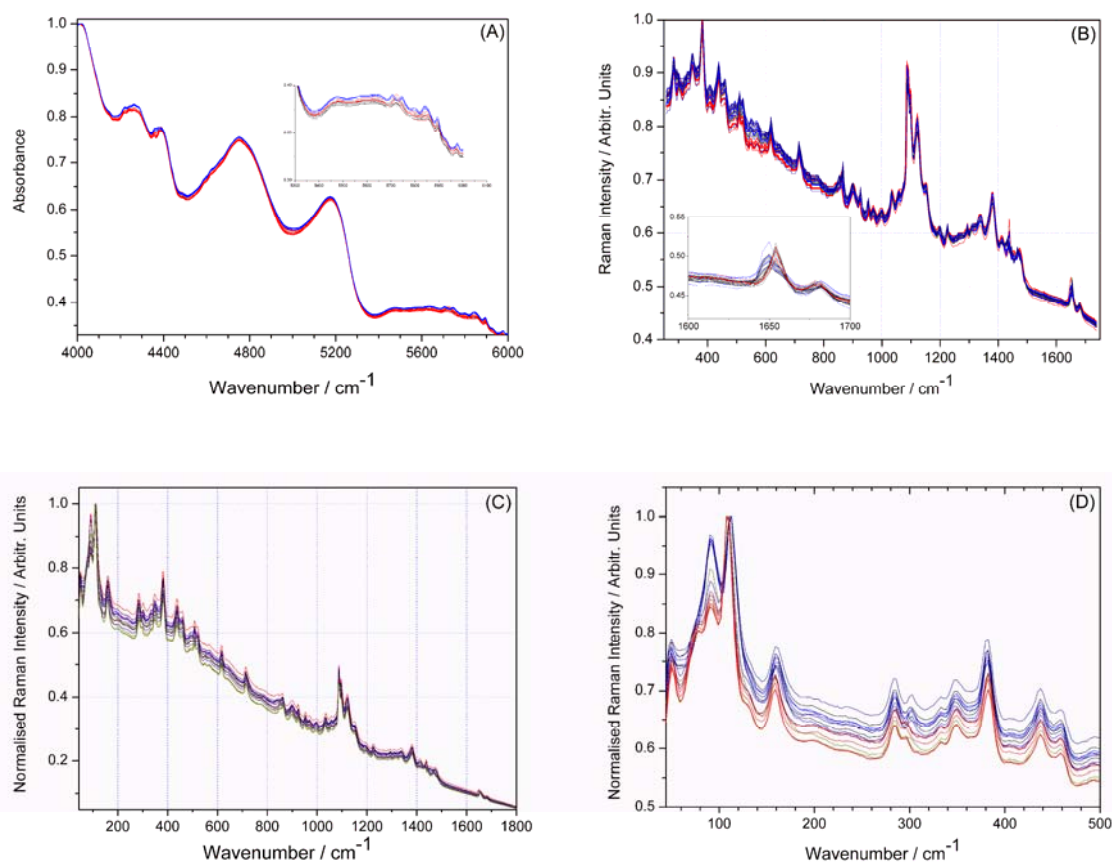 (A)
Absorbance
1.0
0.9
0.8
0.7
0.6
0.5
0.4
4000 4400 4800 5200 5600 6000
Wavenumber / cm-1
(B)
Raman Intensity / Arbitr. Units
1.0
0.9
0.8
0.7
0.6
0.5
0.4
0.55
0.50
0.45
1600 1650 1700
400 600 800 1000 1200 1400 1600
Wavenumber / cm-1
(C)
Normalised Raman Intensity / Arbitr. Units
1.0
0.8
0.6
0.4
0.2
200 400 600 800 1000 1200 1400 1600 1800
Wavenumber / cm-1
(D)
Normalised Raman Intensity / Arbitr. Units
1.0
0.9
0.8
0.7
0.6
0.5
100 200 300 400 500
Wavenumber / cm-1